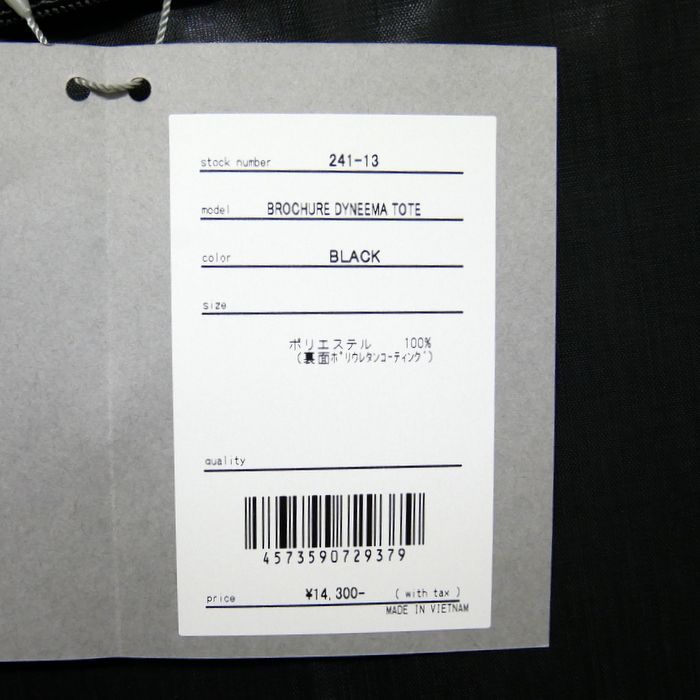 stock number 241-13
model BROCHURE DYNEEMA TOTE
color BLACK
size
ポリエステル 100%
(裏面ﾎﾟﾘｳﾚﾀﾝｺｰﾃｨﾝｸﾞ)
quality
4573590729379
price ¥14,300- (with tax)
MADE IN VIETNAM